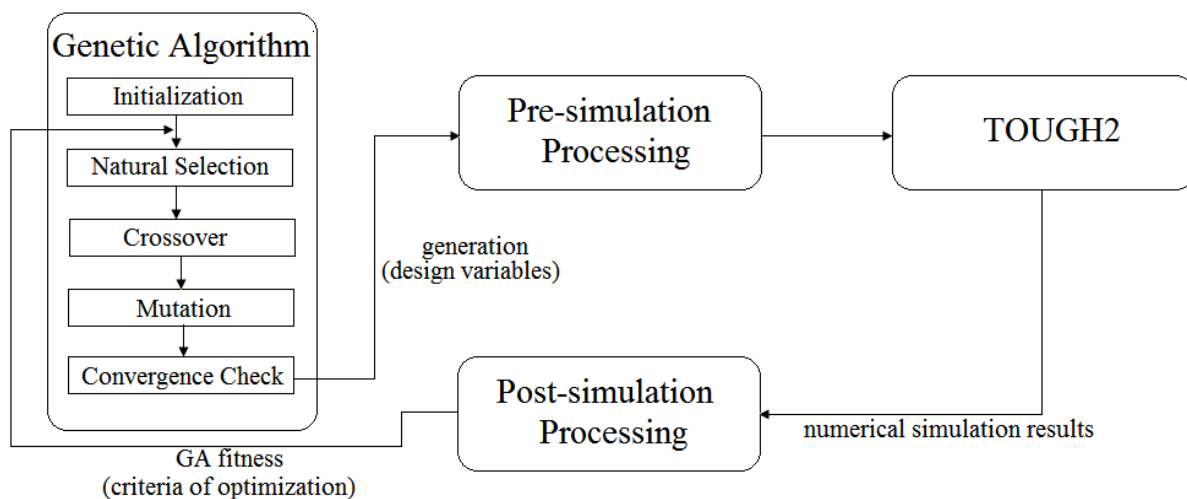 Genetic Algorithm
Initialization
Natural Selection
Crossover
Mutation
Convergence Check
generation
(design variables)
Pre-simulation
Processing
TOUGH2
numerical simulation results
Post-simulation
Processing
GA fitness
(criteria of optimization)